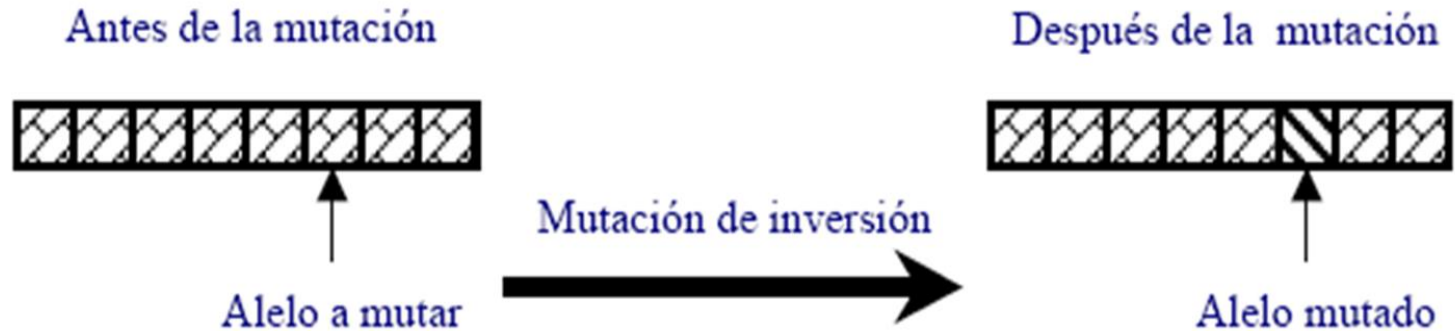 Antes de la mutación
Después de la mutación
Mutación de inversión
Alelo a mutar
Alelo mutado